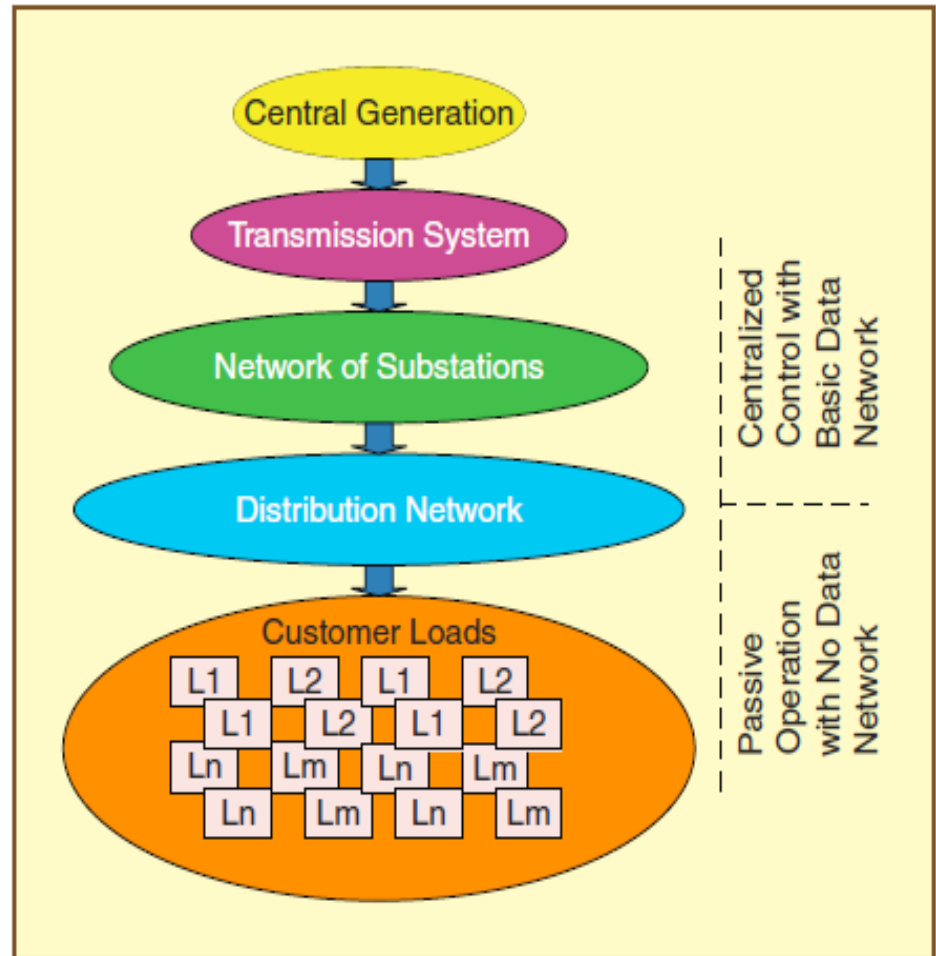 Central Generation
Transmission System
Network of Substations
Distribution Network
Customer Loads
L1 L2 L1 L2
L1 L2 L1 L2
Ln Lm Ln Lm
Ln Lm Ln Lm
Centralized
Control with
Basic Data
Network
Passive
Operation
with No Data
Network